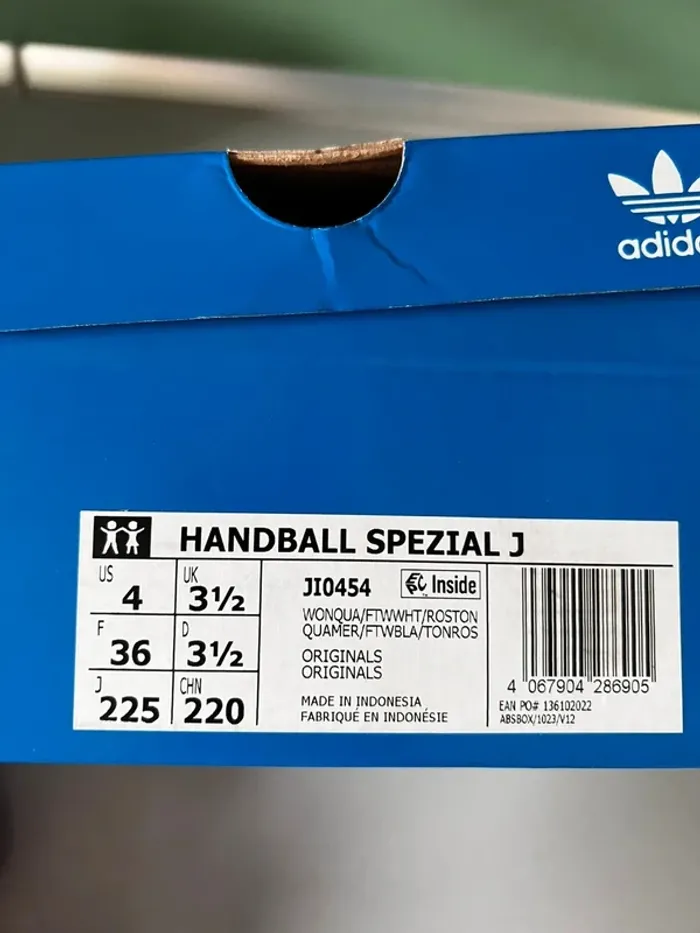 adidas
HANDBALL SPEZIAL J
US 4 UK 3½
F 36 D 3½
J 225 CHN 220
JI0454 Inside
WONQUA/FTWWHT/ROSTON
QUAMER/FTWBLA/TONROS
ORIGINALS
ORIGINALS
MADE IN INDONESIA
FABRIQUÉ EN INDONÉSIE
4 067904 286905
EAN PO# 136102022
ABSBOX/1023/V12